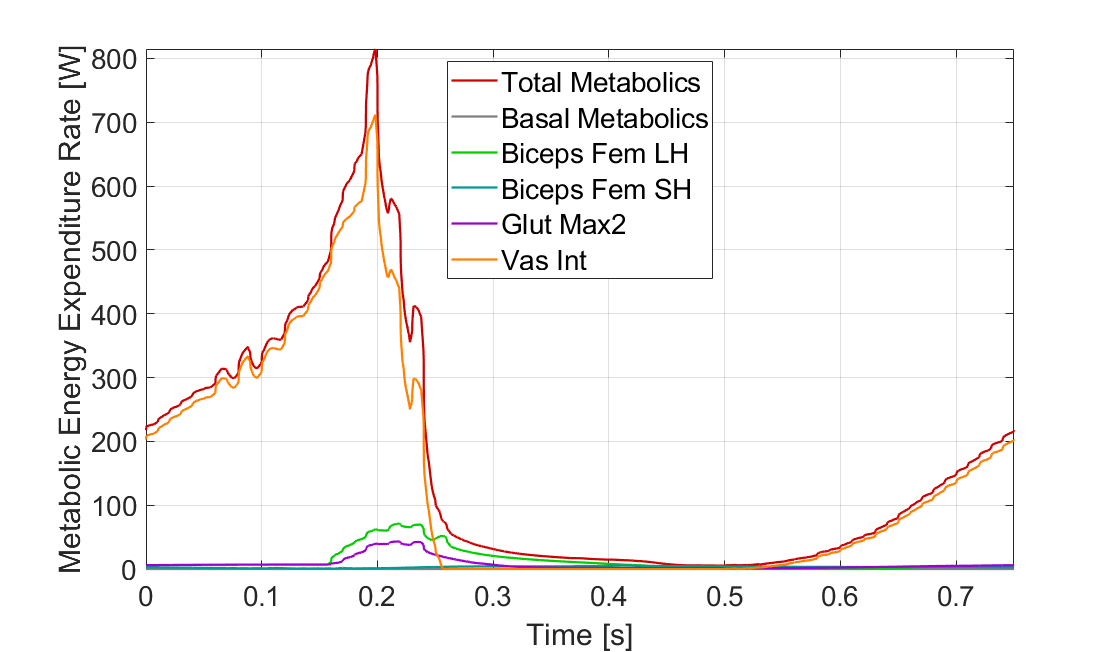 Metabolic Energy Expenditure Rate [W]
800
700
600
500
400
300
200
100
0
Total Metabolics
Basal Metabolics
Biceps Fem LH
Biceps Fem SH
Glut Max2
Vas Int
0 0.1 0.2 0.3 0.4 0.5 0.6 0.7
Time [s]